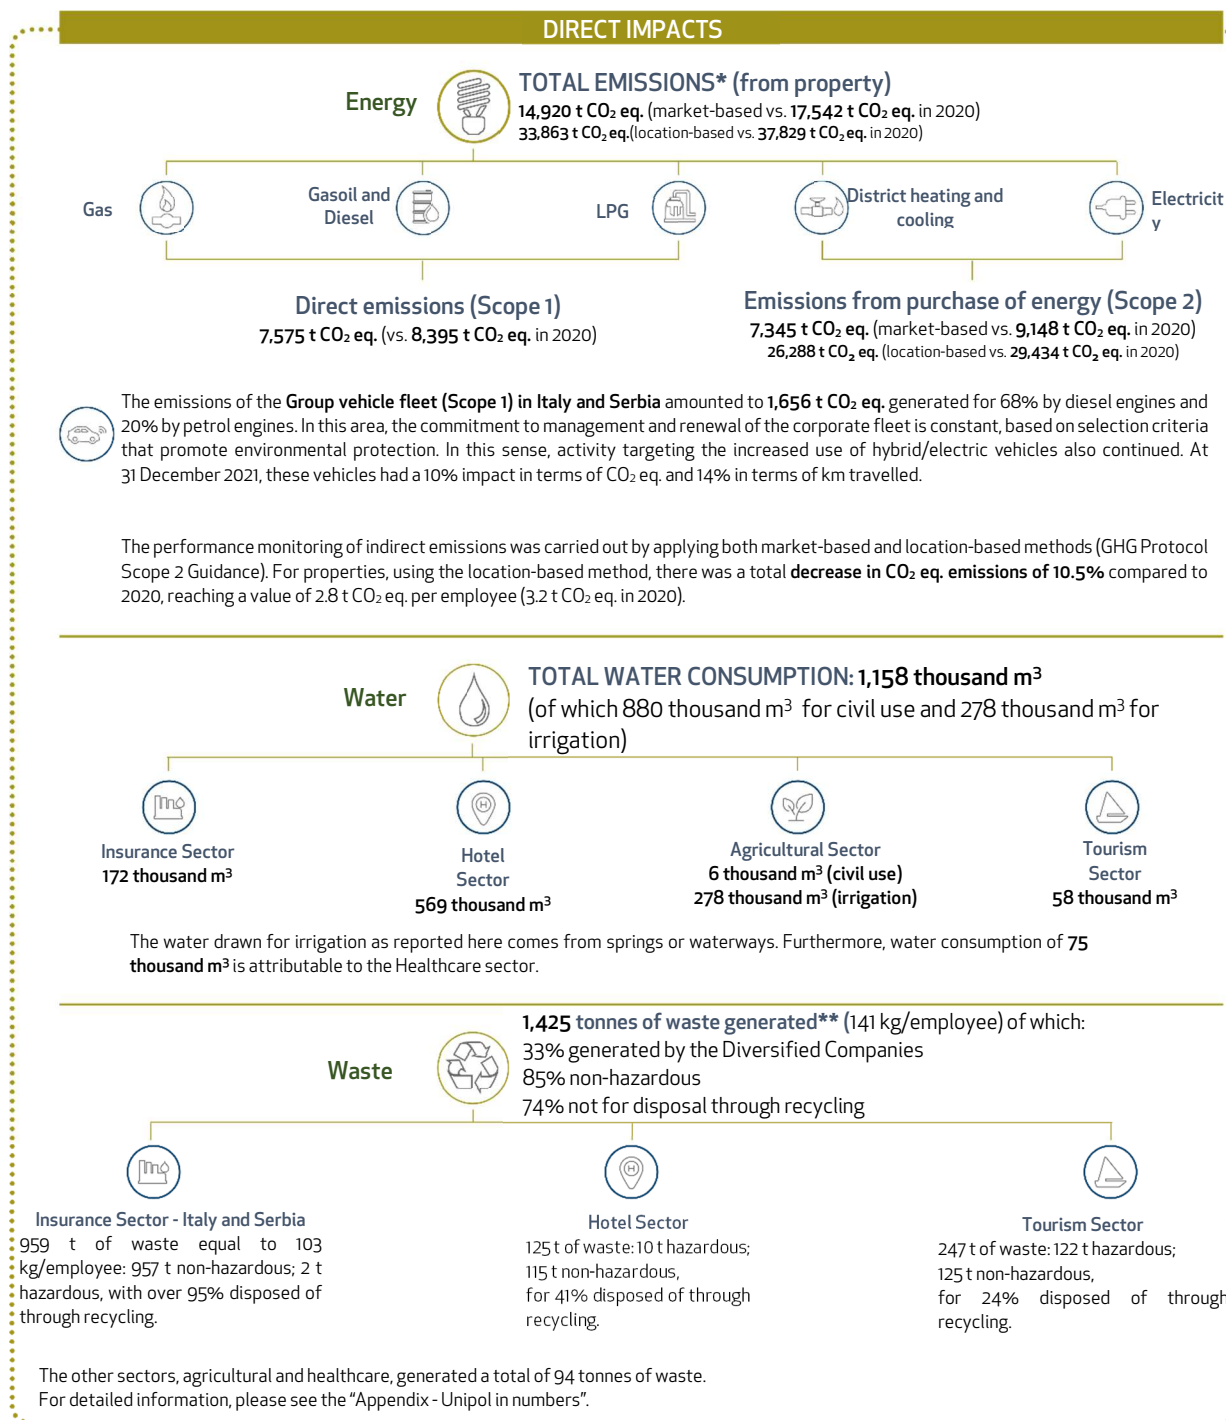 DIRECT IMPACTS
Energy
TOTAL EMISSIONS* (from property)
14,920 t CO₂ eq. (market-based vs. 17,542 t CO₂ eq. in 2020)
33,863 t CO₂ eq.(location-based vs. 37,829 t CO₂ eq. in 2020)
Gas
Gasoil and
Diesel
LPG
District heating and
cooling
Electricit
y
Direct emissions (Scope 1)
7,575 t CO₂ eq. (vs. 8,395 t CO₂ eq. in 2020)
Emissions from purchase of energy (Scope 2)
7,345 t CO₂ eq. (market-based vs. 9,148 t CO₂ eq. in 2020)
26,288 t CO₂ eq. (location-based vs. 29,434 t CO₂ eq. in 2020)
The emissions of the Group vehicle fleet (Scope 1) in Italy and Serbia amounted to 1,656 t CO₂ eq. generated for 68% by diesel engines and
20% by petrol engines. In this area, the commitment to management and renewal of the corporate fleet is constant, based on selection criteria
that promote environmental protection. In this sense, activity targeting the increased use of hybrid/electric vehicles also continued. At
31 December 2021, these vehicles had a 10% impact in terms of CO₂ eq. and 14% in terms of km travelled.
The performance monitoring of indirect emissions was carried out by applying both market-based and location-based methods (GHG Protocol
Scope 2 Guidance). For properties, using the location-based method, there was a total decrease in CO₂ eq. emissions of 10.5% compared to
2020, reaching a value of 2.8 t CO₂ eq. per employee (3.2 t CO₂ eq. in 2020).
Water
TOTAL WATER CONSUMPTION: 1,158 thousand m³
(of which 880 thousand m³ for civil use and 278 thousand m³ for
irrigation)
Insurance Sector
172 thousand m³
Hotel
Sector
569 thousand m³
Agricultural Sector
6 thousand m³ (civil use)
278 thousand m³ (irrigation)
Tourism
Sector
58 thousand m³
The water drawn for irrigation as reported here comes from springs or waterways. Furthermore, water consumption of 75
thousand m³ is attributable to the Healthcare sector.
Waste
1,425 tonnes of waste generated** (141 kg/employee) of which:
33% generated by the Diversified Companies
85% non-hazardous
74% not for disposal through recycling
Insurance Sector - Italy and Serbia
959 t of waste equal to 103
kg/employee: 957 t non-hazardous; 2 t
hazardous, with over 95% disposed of
through recycling.
Hotel Sector
125 t of waste: 10 t hazardous;
115 t non-hazardous,
for 41% disposed of through
recycling.
Tourism Sector
247 t of waste: 122 t hazardous;
125 t non-hazardous,
for 24% disposed of through
recycling.
The other sectors, agricultural and healthcare, generated a total of 94 tonnes of waste.
For detailed information, please see the “Appendix - Unipol in numbers”.